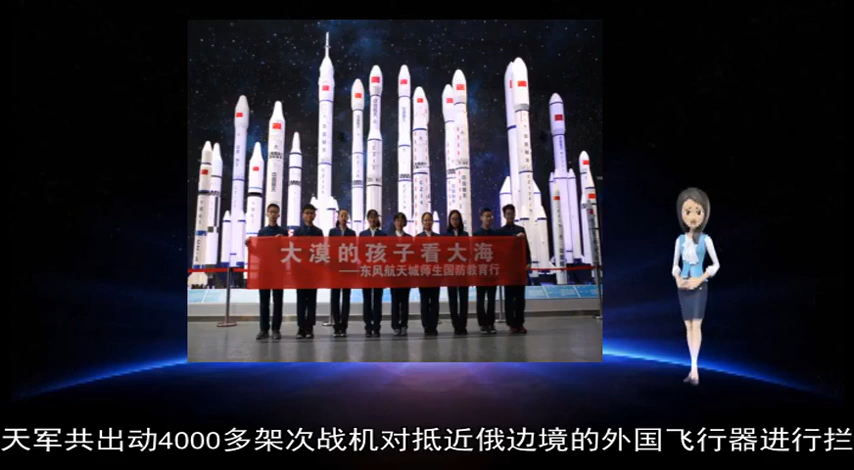 大漠的孩子看大海
——东风航天城师生国防教育行
天军共出动4000多架次战机对抵近俄边境的外国飞行器进行拦